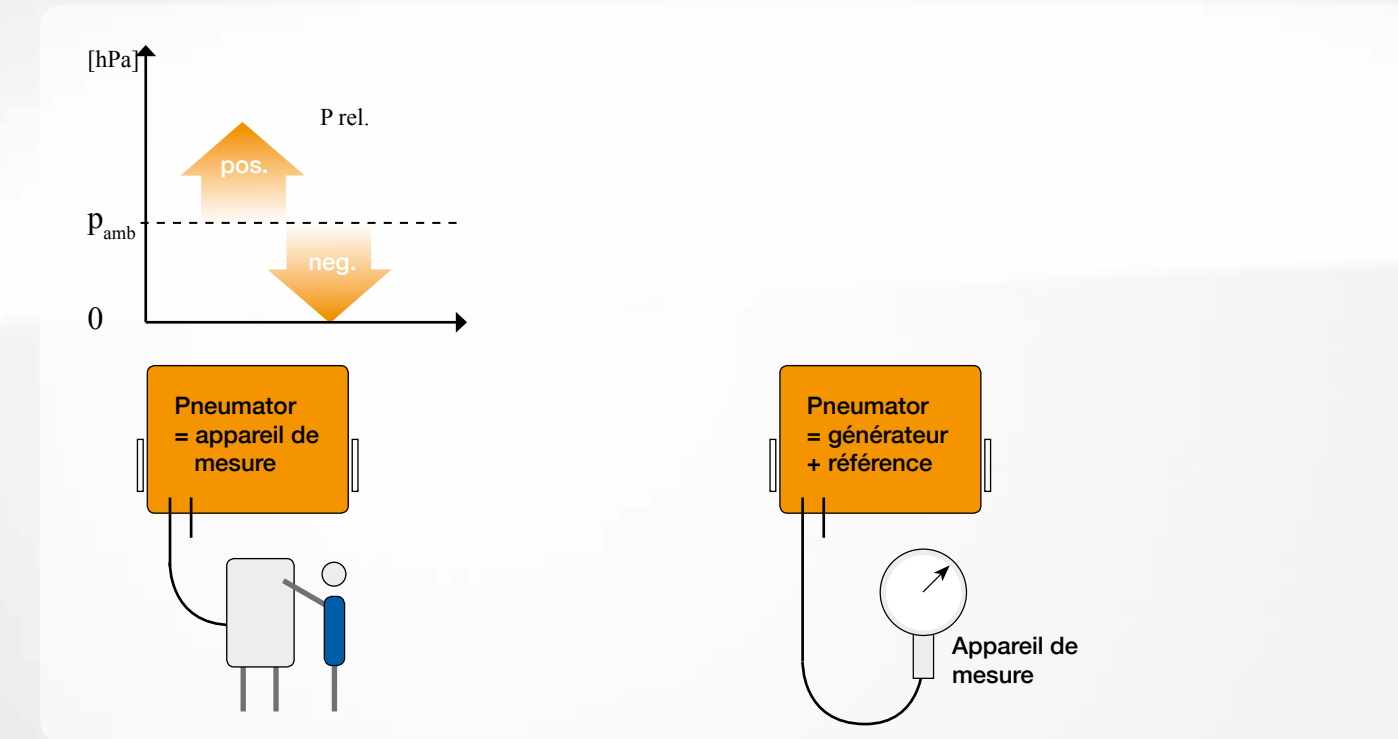 [hPa]
P rel.
pos.
p_amb
neg.
0
Pneumator
= appareil de
mesure
Pneumator
= générateur
+ référence
Appareil de
mesure